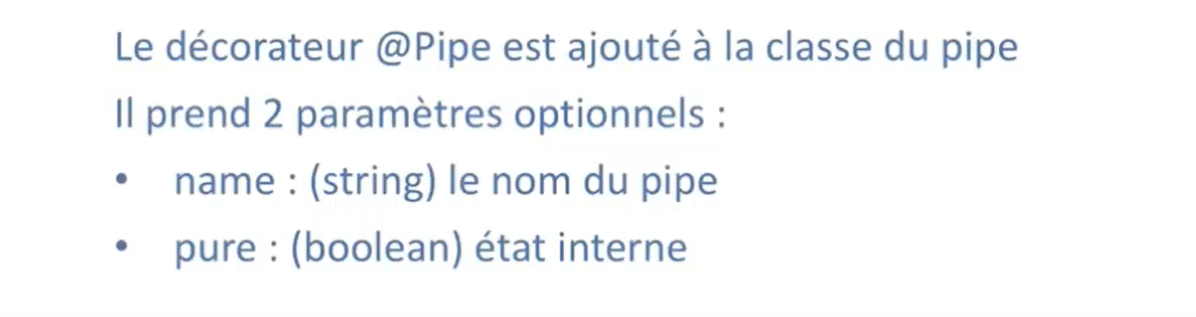 Le décorateur @Pipe est ajouté à la classe du pipe
Il prend 2 paramètres optionnels :
• name : (string) le nom du pipe
• pure : (boolean) état interne